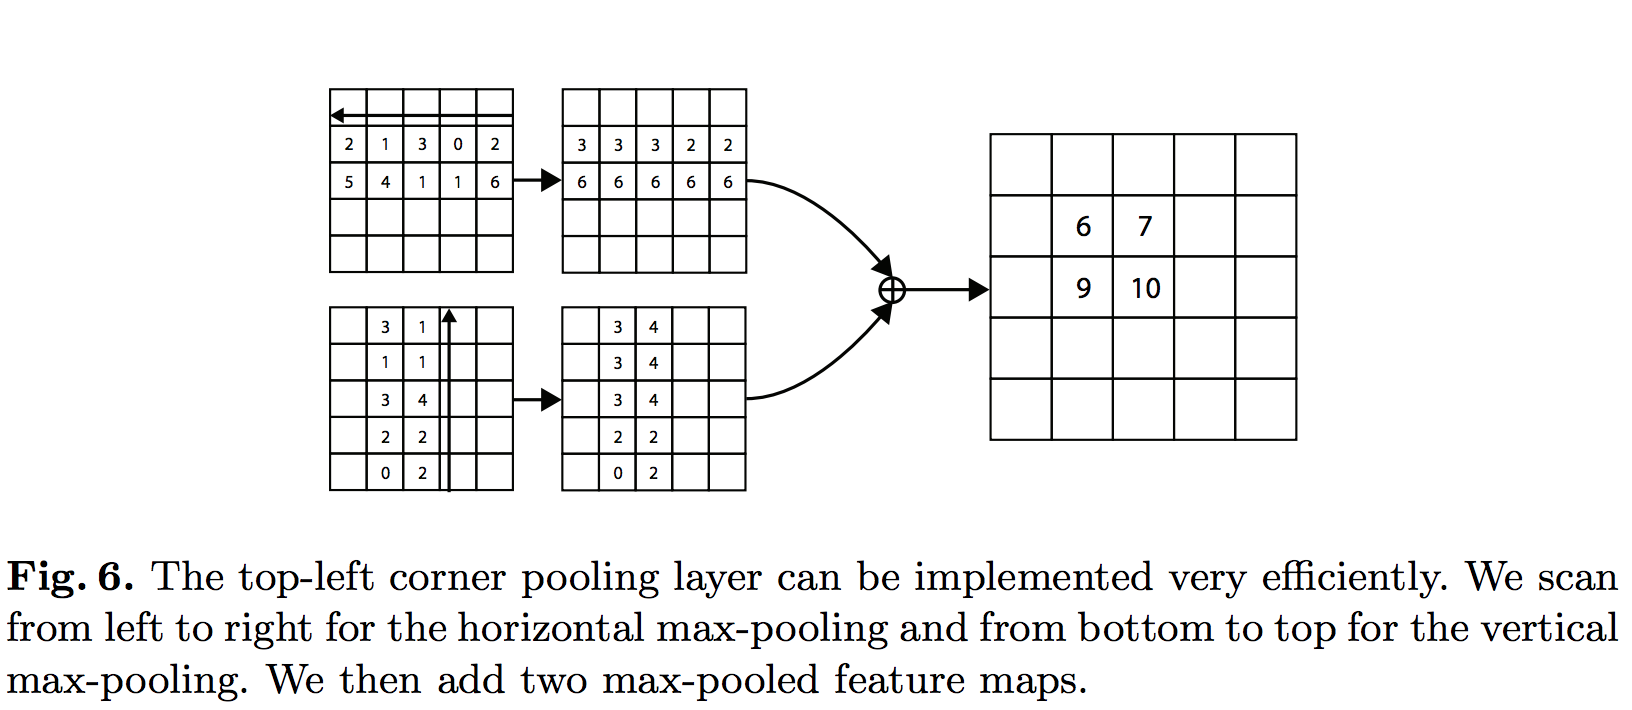 2 1 3 0 2
5 4 1 1 6
3 3 3 2 2
6 6 6 6 6
3 1
1 1
3 4
2 2
0 2
3 4
3 4
3 4
2 2
0 2
6 7
9 10
Fig. 6. The top-left corner pooling layer can be implemented very efficiently. We scan
from left to right for the horizontal max-pooling and from bottom to top for the vertical
max-pooling. We then add two max-pooled feature maps.